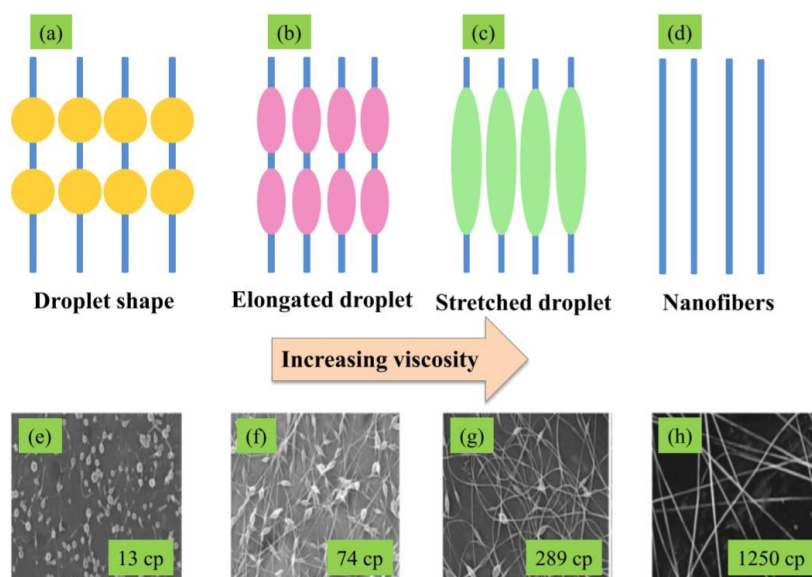 (a)
(b)
(c)
(d)
Droplet shape
Elongated droplet
Stretched droplet
Nanofibers
Increasing viscosity
(e)
(f)
(g)
(h)
13 cp
74 cp
289 cp
1250 cp